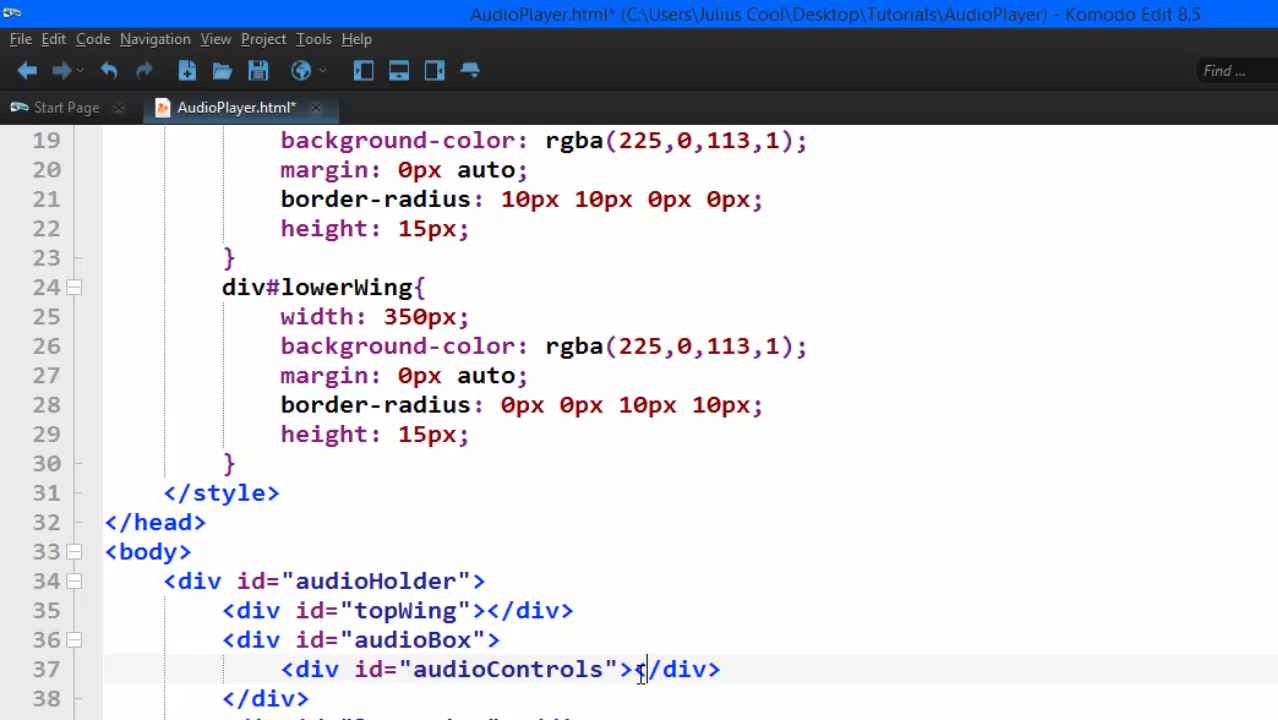 AudioPlayer.html* (C:\Users\Julius Cool\Desktop\Tutorials\AudioPlayer) - Komodo Edit 8.5
File Edit Code Navigation View Project Tools Help
Find ...
Start Page AudioPlayer.html*
19 background-color: rgba(225,0,113,1);
20 margin: 0px auto;
21 border-radius: 10px 10px 0px 0px;
22 height: 15px;
23 }
24 div#lowerWing{
25 width: 350px;
26 background-color: rgba(225,0,113,1);
27 margin: 0px auto;
28 border-radius: 0px 0px 10px 10px;
29 height: 15px;
30 }
31 </style>
32 </head>
33 <body>
34 <div id="audioHolder">
35 <div id="topWing"></div>
36 <div id="audioBox">
37 <div id="audioControls"></div>
38 </div>